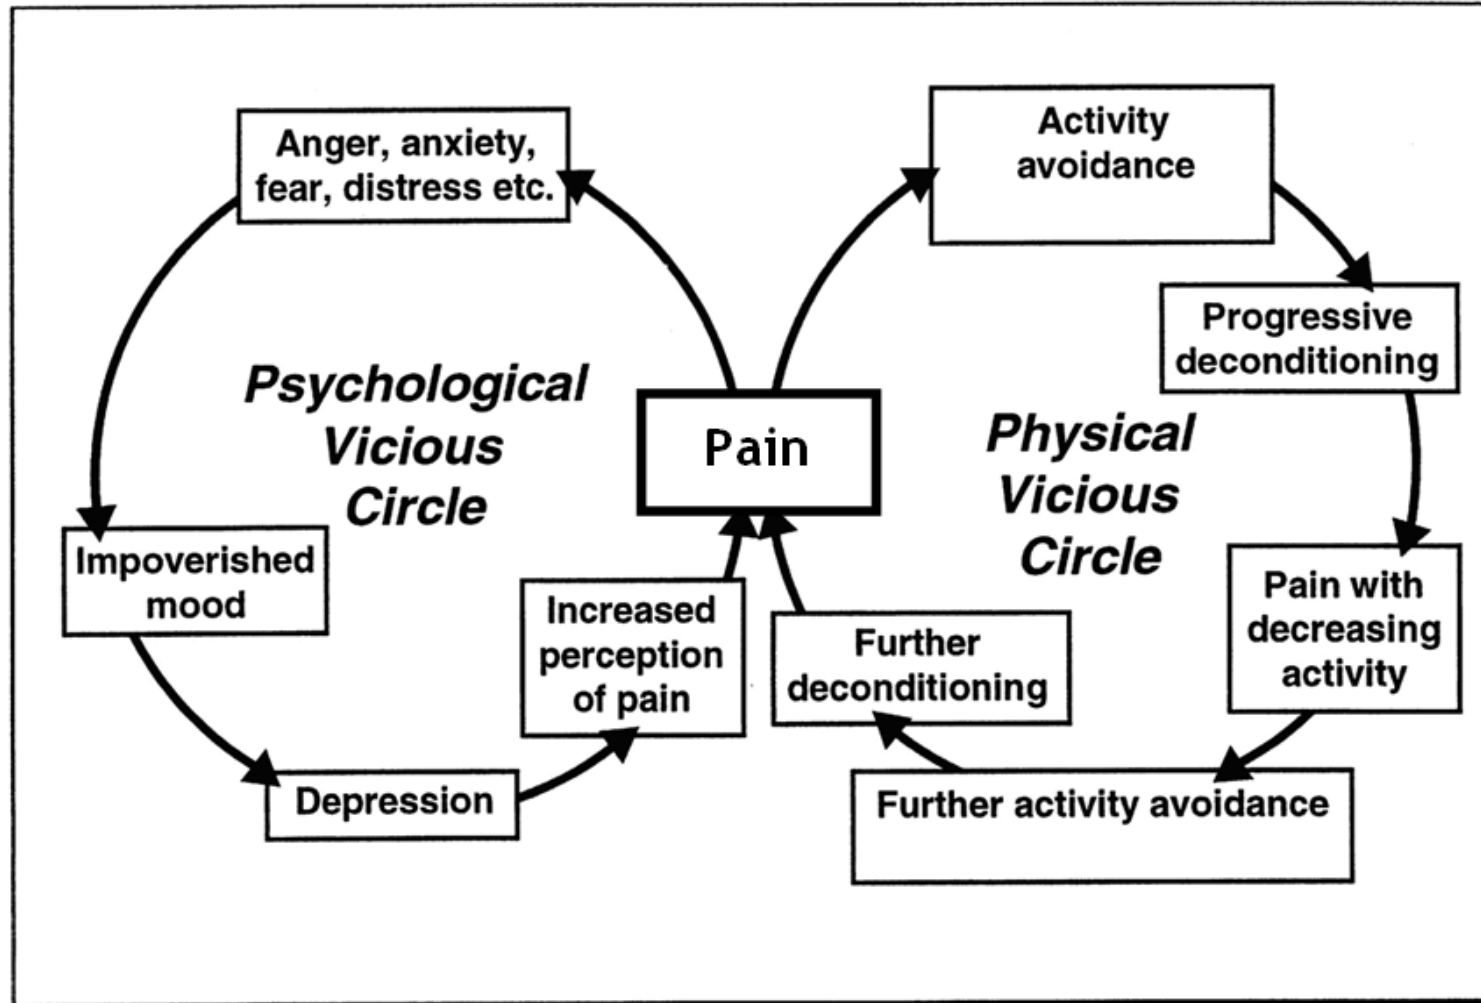 Anger, anxiety,
fear, distress etc.
Activity
avoidance
Progressive
deconditioning
Psychological
Vicious
Circle
Pain
Physical
Vicious
Circle
Impoverished
mood
Increased
perception
of pain
Further
deconditioning
Pain with
decreasing
activity
Depression
Further activity avoidance